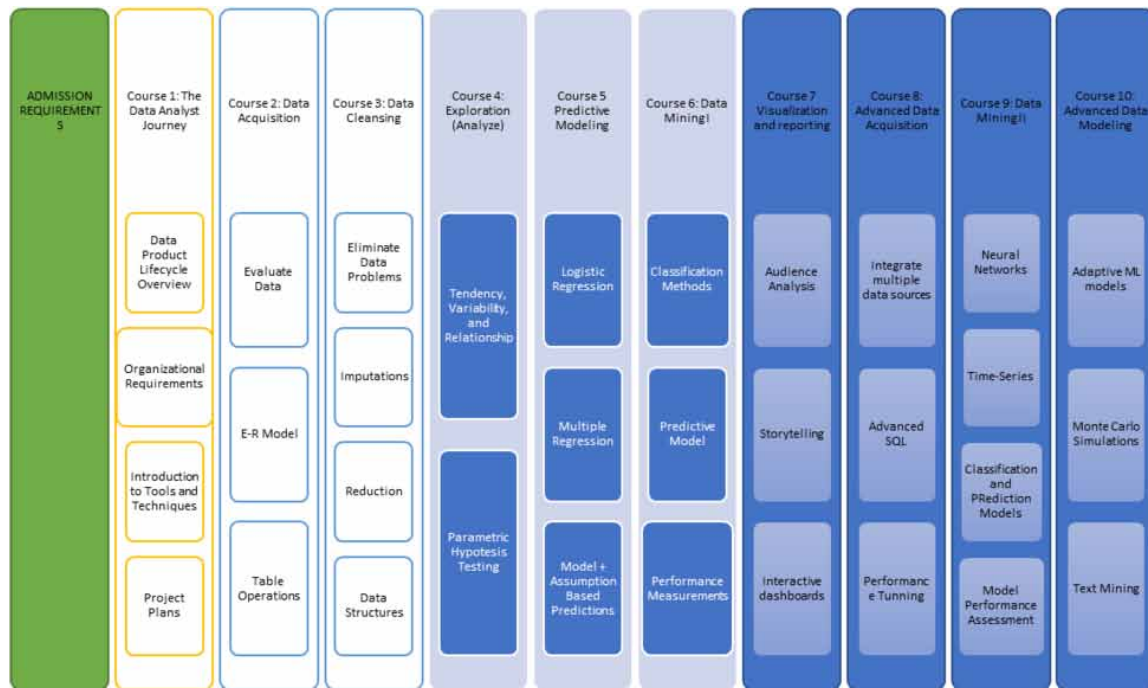 ADMISSION
REQUIREMENT
S
Course 1: The
Data Analyst
Journey
Data
Product
Lifecycle
Overview
Organizational
Requirements
Introduction
to Tools and
Techniques
Project
Plans
Course 2: Data
Acquisition
Evaluate
Data
E-R Model
Table
Operations
Course 3: Data
Cleansing
Eliminate
Data
Problems
Imputations
Reduction
Data
Structures
Course 4:
Exploration
(Analyze)
Tendency,
Variability,
and
Relationship
Parametric
Hypotesis
Testing
Course 5
Predictive
Modeling
Logistic
Regression
Multiple
Regression
Model +
Assumption
Based
Predictions
Course 6: Data
Mining I
Classification
Methods
Predictive
Model
Performance
Measurements
Course 7
Visualization
and reporting
Audience
Analysis
Storytelling
Interactive
dashboards
Course 8:
Advanced Data
Acquisition
Integrate
multiple
data sources
Advanced
SQL
Performanc
e Tunning
Course 9: Data
Mining II
Neural
Networks
Time-Series
Classification
and
PRediction
Models
Model
Performance
Assessment
Course 10:
Advanced Data
Modeling
Adaptive ML
models
Monte Carlo
Simulations
Text Mining